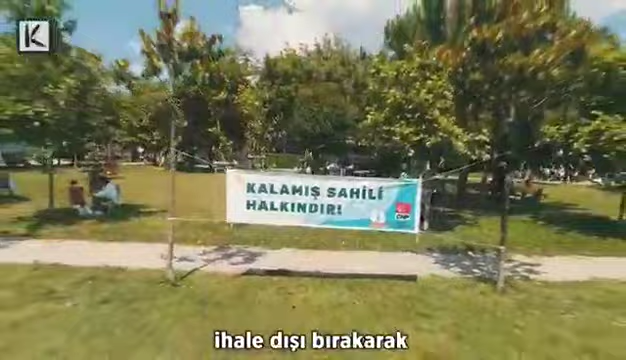 K
KALAMIŞ SAHİLİ
HALKINDIR!
CHP
ihale dışı bırakarak